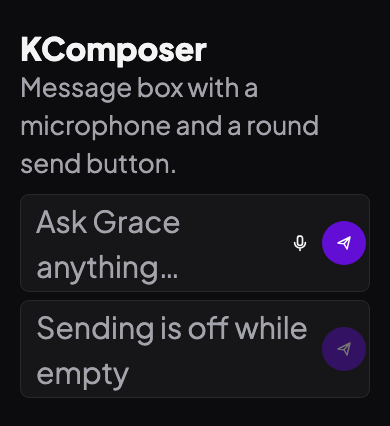 KComposer
Message box with a
microphone and a round
send button.
Ask Grace
anything...
Sending is off while
empty